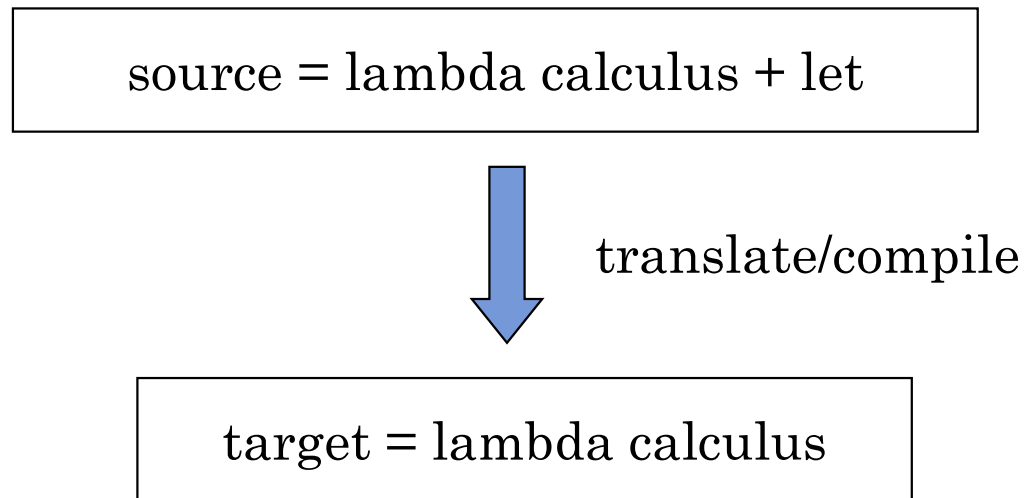 source = lambda calculus + let
translate/compile
target = lambda calculus